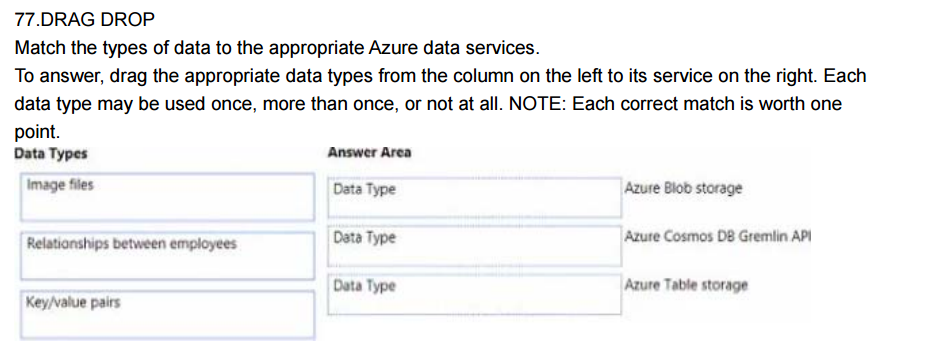 77.DRAG DROP
Match the types of data to the appropriate Azure data services.
To answer, drag the appropriate data types from the column on the left to its service on the right. Each
data type may be used once, more than once, or not at all. NOTE: Each correct match is worth one
point.
Data Types
Answer Area
Image files
Data Type
Azure Blob storage
Relationships between employees
Data Type
Azure Cosmos DB Gremlin API
Data Type
Azure Table storage
Key/value pairs